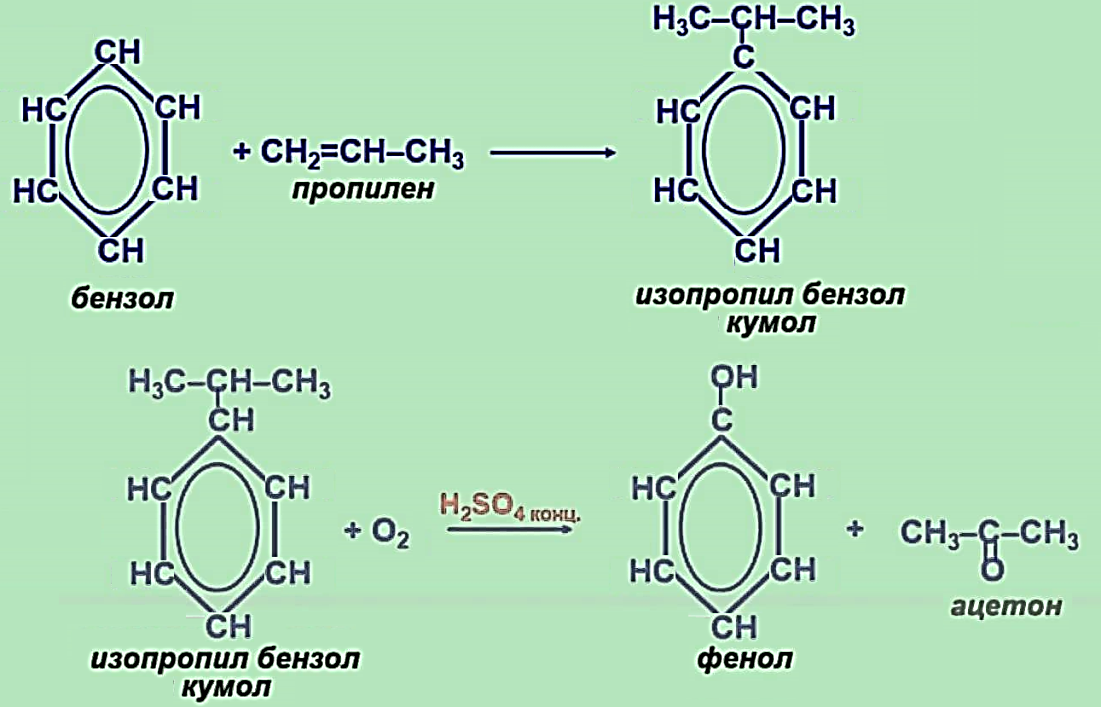 CH
HC CH
HC CH
CH
бензол
+ CH₂=CH–CH₃
пропилен
H₃C–CH–CH₃
C
HC CH
HC CH
CH
изопропил бензол
кумол
H₃C–CH–CH₃
CH
HC CH
HC CH
CH
изопропил бензол
кумол
+ O₂
H₂SO₄ конц.
OH
C
HC CH
HC CH
CH
фенол
+ CH₃–C–CH₃
O
ацетон